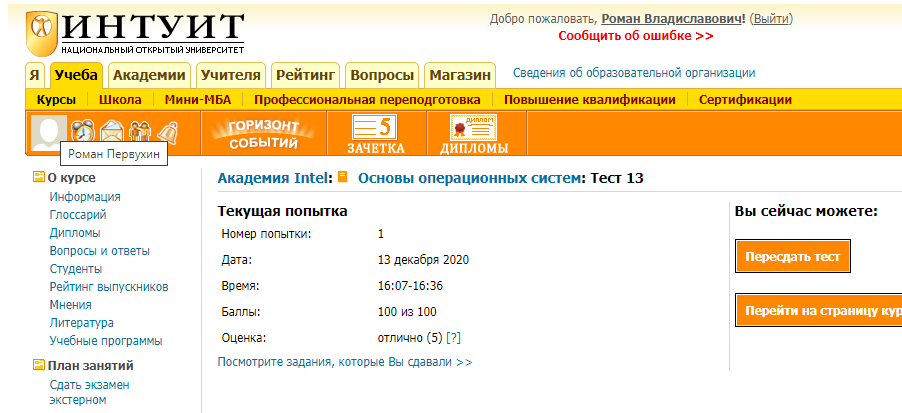 ИНТУИТ
НАЦИОНАЛЬНЫЙ ОТКРЫТЫЙ УНИВЕРСИТЕТ
Добро пожаловать, Роман Владиславович! (Выйти)
Сообщить об ошибке >>
Я Учеба Академии Учителя Рейтинг Вопросы Магазин Сведения об образовательной организации
Курсы Школа Мини-МБА Профессиональная переподготовка Повышение квалификации Сертификации
ГОРИЗОНТ СОБЫТИЙ
5 ЗАЧЕТКА
ДИПЛОМ ДИПЛОМЫ
Роман Первухин
О курсе
Информация
Глоссарий
Дипломы
Вопросы и ответы
Студенты
Рейтинг выпускников
Мнения
Литература
Учебные программы
План занятий
Сдать экзамен
экстерном
Академия Intel: Основы операционных систем: Тест 13
Текущая попытка
Номер попытки: 1
Дата: 13 декабря 2020
Время: 16:07-16:36
Баллы: 100 из 100
Оценка: отлично (5) [?]
Посмотрите задания, которые Вы сдавали >>
Вы сейчас можете:
Пересдать тест
Перейти на страницу кур